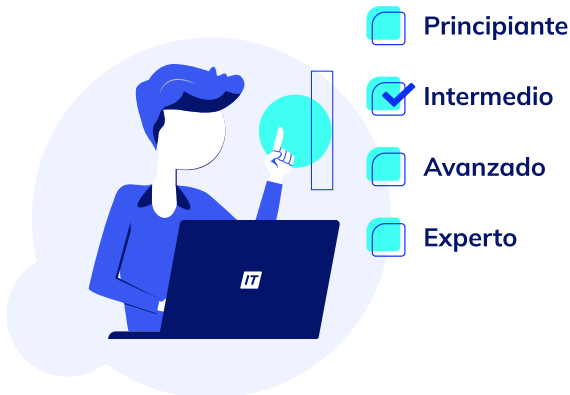 Principiante
Intermedio
Avanzado
Experto
IT